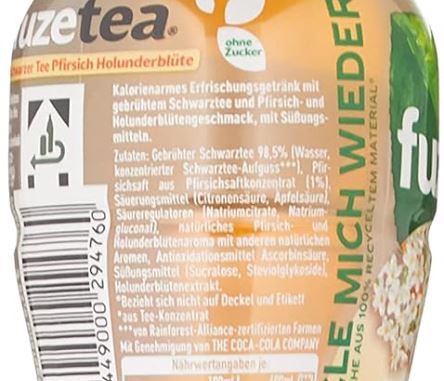 uzetea®
warzer Tee Pfirsich Holunderblüte
ohne
Zucker
Kalorienarmes Erfrischungsgetränk mit
gebrühtem Schwarztee und Pfirsich- und
Holunderblütengeschmack, mit Süßungs-
mitteln.
Zutaten: Gebrühter Schwarztee 98,5% (Wasser,
konzentrierter Schwarztee-Aufguss***), Pfir-
sichsaft aus Pfirsichsaftkonzentrat (1%),
Säuerungsmittel (Citronensäure, Apfelsäure),
Säureregulatoren (Natriumcitrate, Natrium-
gluconat), natürliches Pfirsich- und
Holunderblütenaroma mit anderen natürlichen
Aromen, Antioxidationsmittel Ascorbinsäure,
Süßungsmittel (Sucralose, Steviolglykoside),
Holunderblütenextrakt.
*Bezieht sich nicht auf Deckel und Etikett
*aus Tee-Konzentrat
***von Rainforest-Alliance-zertifizierten Farmen
Mit Genehmigung von THE COCA-COLA COMPANY
Nährwertangaben je:
449000 294760
CLE MICH WIEDER
HE AUS 100% RECYCELTEM MATERIAL*
fu